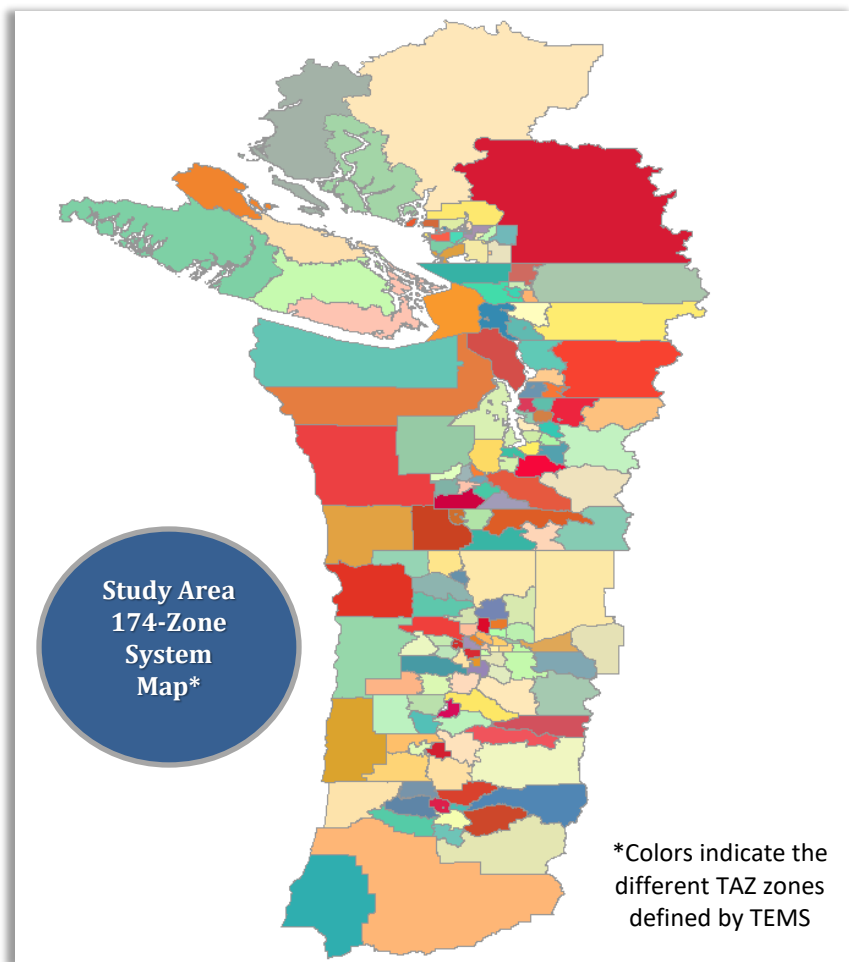 Study Area
174-Zone
System
Map*
*Colors indicate the
different TAZ zones
defined by TEMS